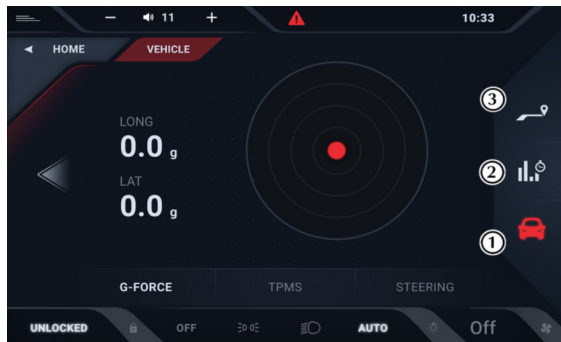 11 10:33
HOME VEHICLE
LONG
0.0 g
LAT
0.0 g
3
2
1
G-FORCE TPMS STEERING
UNLOCKED OFF AUTO Off